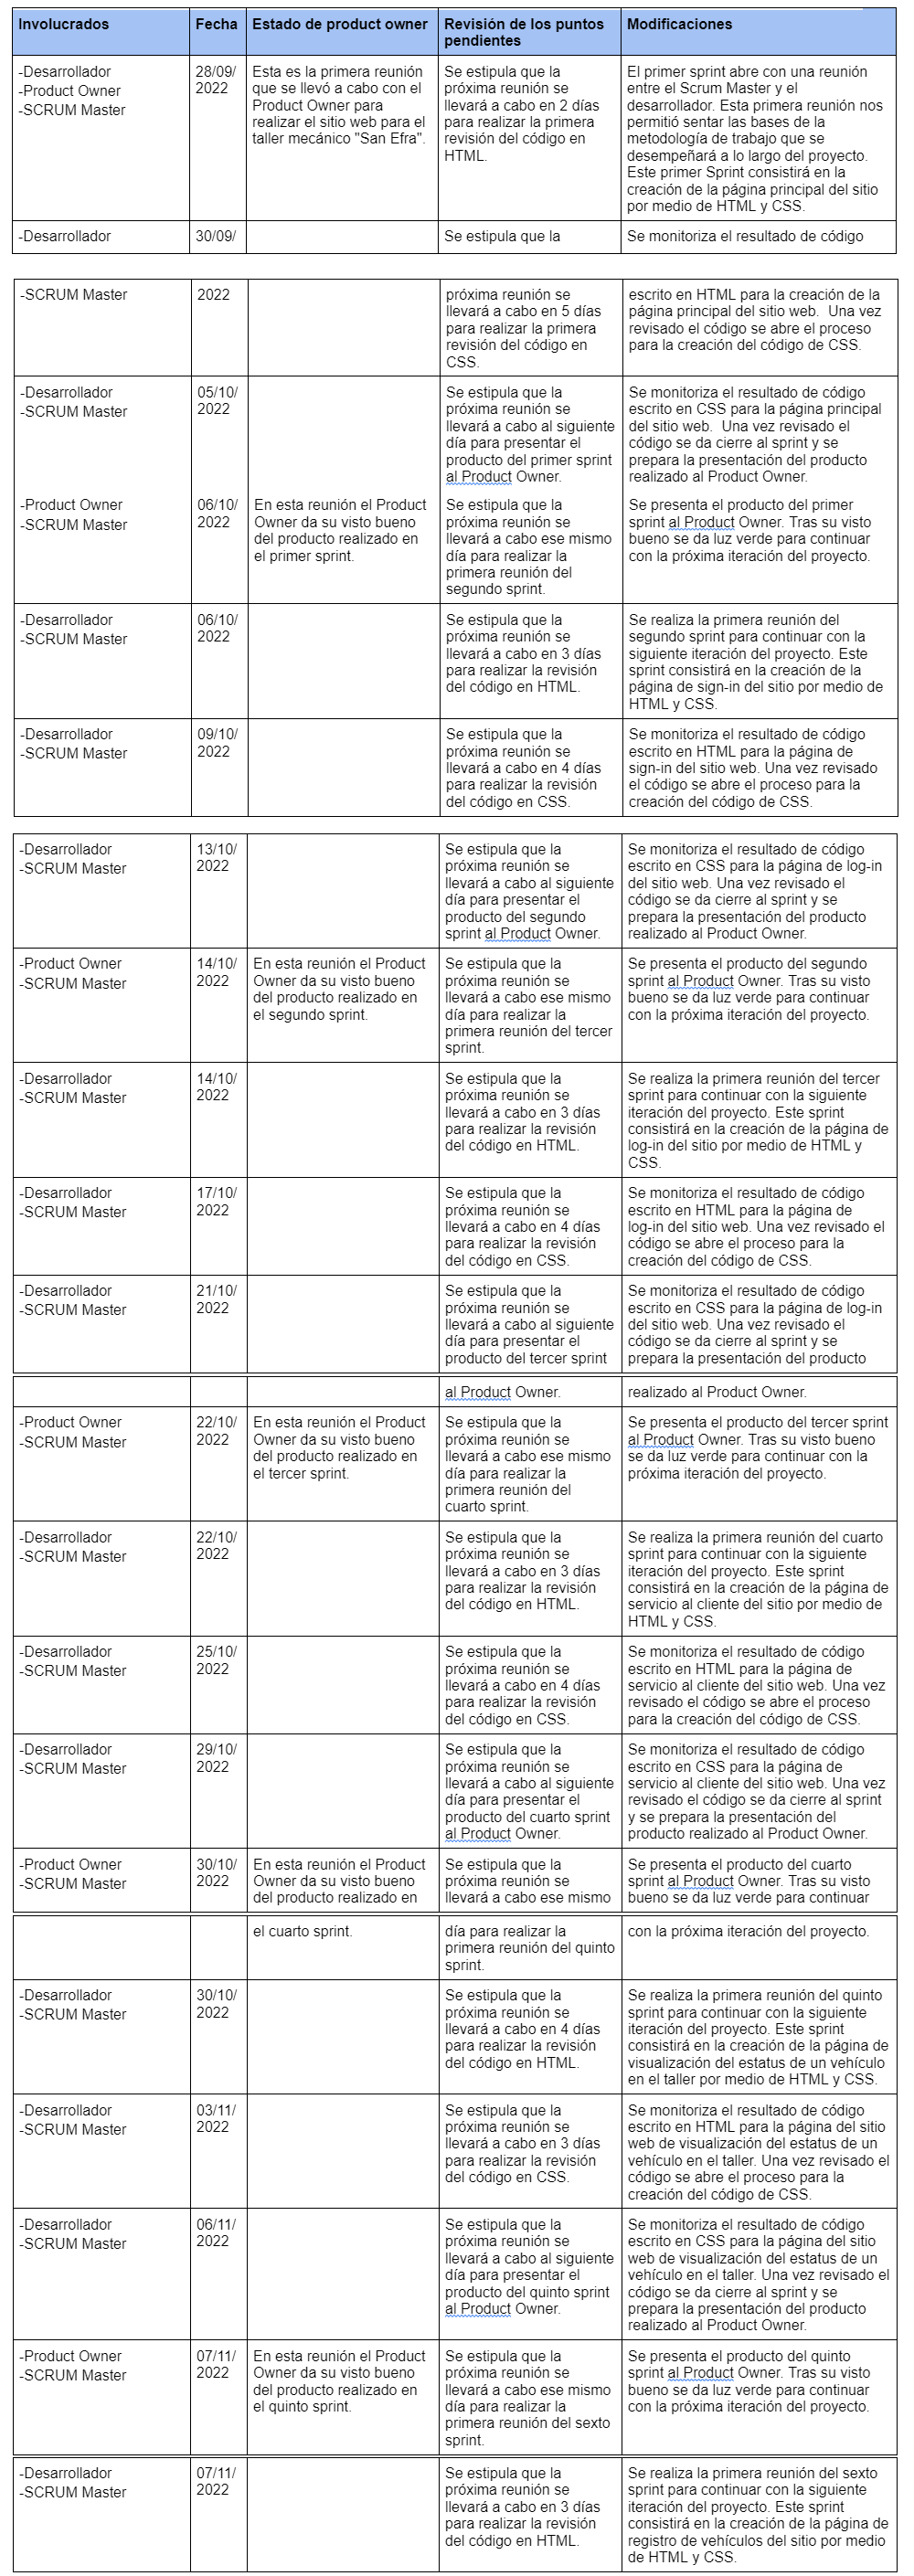 Involucrados
Fecha
Estado de product owner
Revisión de los puntos
pendientes
Modificaciones
-Desarrollador
-Product Owner
-SCRUM Master
28/09/
2022
Esta es la primera reunión
que se llevó a cabo con el
Product Owner para
realizar el sitio web para el
taller mecánico "San Efra".
Se estipula que la
próxima reunión se
llevará a cabo en 2 días
para realizar la primera
revisión del código en
HTML.
El primer sprint abre con una reunión
entre el Scrum Master y el
desarrollador. Esta primera reunión nos
permitió sentar las bases de la
metodología de trabajo que se
desempeñará a lo largo del proyecto.
Este primer Sprint consistirá en la
creación de la página principal del sitio
por medio de HTML y CSS.
-Desarrollador
30/09/
Se estipula que la
Se monitoriza el resultado de código
-SCRUM Master
2022
próxima reunión se
llevará a cabo en 5 días
para realizar la primera
revisión del código en
CSS.
escrito en HTML para la creación de la
página principal del sitio web.  Una vez
revisado el código se abre el proceso
para la creación del código de CSS.
-Desarrollador
-SCRUM Master
05/10/
2022
Se estipula que la
próxima reunión se
llevará a cabo al siguiente
día para presentar el
producto del primer sprint
al Product Owner.
Se monitoriza el resultado de código
escrito en CSS para la página principal
del sitio web.  Una vez revisado el
código se da cierre al sprint y se
prepara la presentación del producto
realizado al Product Owner.
-Product Owner
-SCRUM Master
06/10/
2022
En esta reunión el Product
Owner da su visto bueno
del producto realizado en
el primer sprint.
Se estipula que la
próxima reunión se
llevará a cabo ese mismo
día para realizar la
primera reunión del
segundo sprint.
Se presenta el producto del primer
sprint al Product Owner. Tras su visto
bueno se da luz verde para continuar
con la próxima iteración del proyecto.
-Desarrollador
-SCRUM Master
06/10/
2022
Se estipula que la
próxima reunión se
llevará a cabo en 3 días
para realizar la revisión
del código en HTML.
Se realiza la primera reunión del
segundo sprint para continuar con la
siguiente iteración del proyecto. Este
sprint consistirá en la creación de la
página de sign-in del sitio por medio de
HTML y CSS.
-Desarrollador
-SCRUM Master
09/10/
2022
Se estipula que la
próxima reunión se
llevará a cabo en 4 días
para realizar la revisión
del código en CSS.
Se monitoriza el resultado de código
escrito en HTML para la página de
sign-in del sitio web. Una vez revisado
el código se abre el proceso para la
creación del código de CSS.
-Desarrollador
-SCRUM Master
13/10/
2022
Se estipula que la
próxima reunión se
llevará a cabo al siguiente
día para presentar el
producto del segundo
sprint al Product Owner.
Se monitoriza el resultado de código
escrito en CSS para la página de log-in
del sitio web. Una vez revisado el
código se da cierre al sprint y se
prepara la presentación del producto
realizado al Product Owner.
-Product Owner
-SCRUM Master
14/10/
2022
En esta reunión el Product
Owner da su visto bueno
del producto realizado en
el segundo sprint.
Se estipula que la
próxima reunión se
llevará a cabo ese mismo
día para realizar la
primera reunión del tercer
sprint.
Se presenta el producto del segundo
sprint al Product Owner. Tras su visto
bueno se da luz verde para continuar
con la próxima iteración del proyecto.
-Desarrollador
-SCRUM Master
14/10/
2022
Se estipula que la
próxima reunión se
llevará a cabo en 3 días
para realizar la revisión
del código en HTML.
Se realiza la primera reunión del tercer
sprint para continuar con la siguiente
iteración del proyecto. Este sprint
consistirá en la creación de la página de
log-in del sitio por medio de HTML y
CSS.
-Desarrollador
-SCRUM Master
17/10/
2022
Se estipula que la
próxima reunión se
llevará a cabo en 4 días
para realizar la revisión
del código en CSS.
Se monitoriza el resultado de código
escrito en HTML para la página de
log-in del sitio web. Una vez revisado el
código se abre el proceso para la
creación del código de CSS.
-Desarrollador
-SCRUM Master
21/10/
2022
Se estipula que la
próxima reunión se
llevará a cabo al siguiente
día para presentar el
producto del tercer sprint
Se monitoriza el resultado de código
escrito en CSS para la página de log-in
del sitio web. Una vez revisado el
código se da cierre al sprint y se
prepara la presentación del producto
al Product Owner.
realizado al Product Owner.
-Product Owner
-SCRUM Master
22/10/
2022
En esta reunión el Product
Owner da su visto bueno
del producto realizado en
el tercer sprint.
Se estipula que la
próxima reunión se
llevará a cabo ese mismo
día para realizar la
primera reunión del
cuarto sprint.
Se presenta el producto del tercer sprint
al Product Owner. Tras su visto bueno
se da luz verde para continuar con la
próxima iteración del proyecto.
-Desarrollador
-SCRUM Master
22/10/
2022
Se estipula que la
próxima reunión se
llevará a cabo en 3 días
para realizar la revisión
del código en HTML.
Se realiza la primera reunión del cuarto
sprint para continuar con la siguiente
iteración del proyecto. Este sprint
consistirá en la creación de la página de
servicio al cliente del sitio por medio de
HTML y CSS.
-Desarrollador
-SCRUM Master
25/10/
2022
Se estipula que la
próxima reunión se
llevará a cabo en 4 días
para realizar la revisión
del código en CSS.
Se monitoriza el resultado de código
escrito en HTML para la página de
servicio al cliente del sitio web. Una vez
revisado el código se abre el proceso
para la creación del código de CSS.
-Desarrollador
-SCRUM Master
29/10/
2022
Se estipula que la
próxima reunión se
llevará a cabo al siguiente
día para presentar el
producto del cuarto sprint
al Product Owner.
Se monitoriza el resultado de código
escrito en CSS para la página de
servicio al cliente del sitio web. Una vez
revisado el código se da cierre al sprint
y se prepara la presentación del
producto realizado al Product Owner.
-Product Owner
-SCRUM Master
30/10/
2022
En esta reunión el Product
Owner da su visto bueno
del producto realizado en
Se estipula que la
próxima reunión se
llevará a cabo ese mismo
Se presenta el producto del cuarto
sprint al Product Owner. Tras su visto
bueno se da luz verde para continuar
el cuarto sprint.
día para realizar la
primera reunión del quinto
sprint.
con la próxima iteración del proyecto.
-Desarrollador
-SCRUM Master
30/10/
2022
Se estipula que la
próxima reunión se
llevará a cabo en 4 días
para realizar la revisión
del código en HTML.
Se realiza la primera reunión del quinto
sprint para continuar con la siguiente
iteración del proyecto. Este sprint
consistirá en la creación de la página de
visualización del estatus de un vehículo
en el taller por medio de HTML y CSS.
-Desarrollador
-SCRUM Master
03/11/
2022
Se estipula que la
próxima reunión se
llevará a cabo en 3 días
para realizar la revisión
del código en CSS.
Se monitoriza el resultado de código
escrito en HTML para la página del sitio
web de visualización del estatus de un
vehículo en el taller. Una vez revisado el
código se abre el proceso para la
creación del código de CSS.
-Desarrollador
-SCRUM Master
06/11/
2022
Se estipula que la
próxima reunión se
llevará a cabo al siguiente
día para presentar el
producto del quinto sprint
al Product Owner.
Se monitoriza el resultado de código
escrito en CSS para la página del sitio
web de visualización del estatus de un
vehículo en el taller. Una vez revisado el
código se da cierre al sprint y se
prepara la presentación del producto
realizado al Product Owner.
-Product Owner
-SCRUM Master
07/11/
2022
En esta reunión el Product
Owner da su visto bueno
del producto realizado en
el quinto sprint.
Se estipula que la
próxima reunión se
llevará a cabo ese mismo
día para realizar la
primera reunión del sexto
sprint.
Se presenta el producto del quinto
sprint al Product Owner. Tras su visto
bueno se da luz verde para continuar
con la próxima iteración del proyecto.
-Desarrollador
-SCRUM Master
07/11/
2022
Se estipula que la
próxima reunión se
llevará a cabo en 3 días
para realizar la revisión
del código en HTML.
Se realiza la primera reunión del sexto
sprint para continuar con la siguiente
iteración del proyecto. Este sprint
consistirá en la creación de la página de
registro de vehículos del sitio por medio
de HTML y CSS.